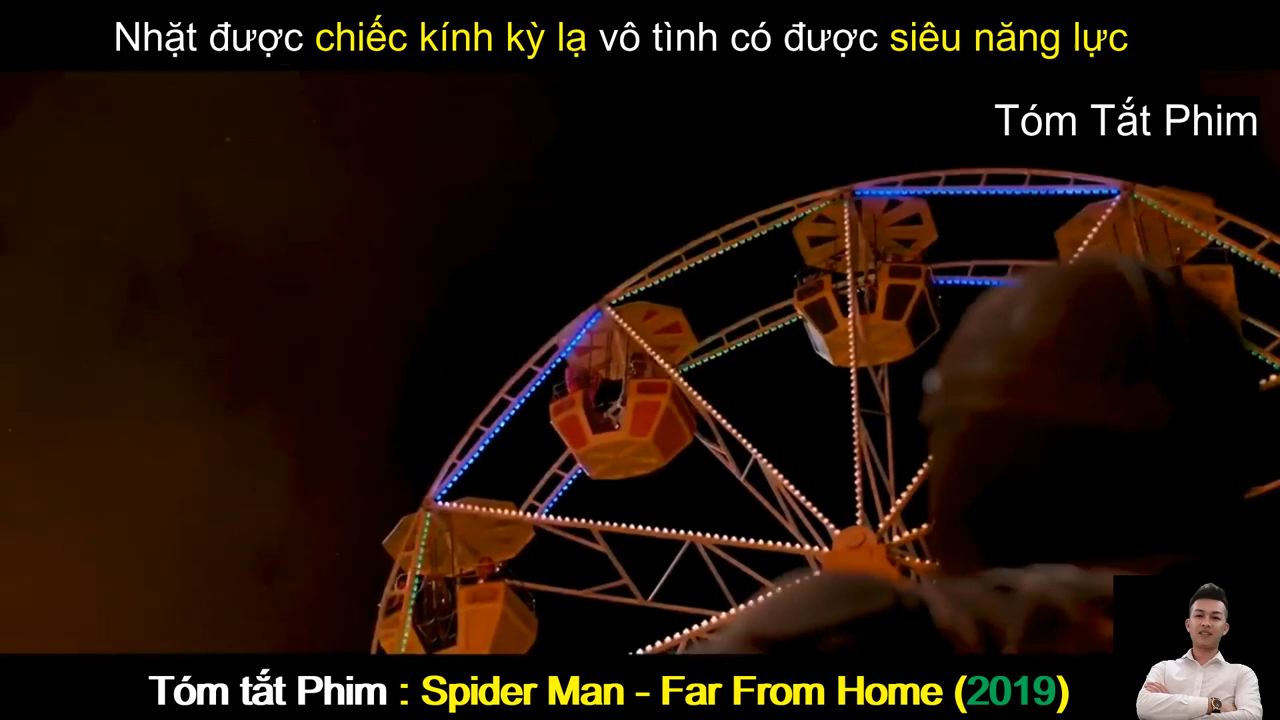 Nhặt được chiếc kính kỳ lạ vô tình có được siêu năng lực
Tóm Tắt Phim
Tóm tắt Phim : Spider Man - Far From Home (2019)